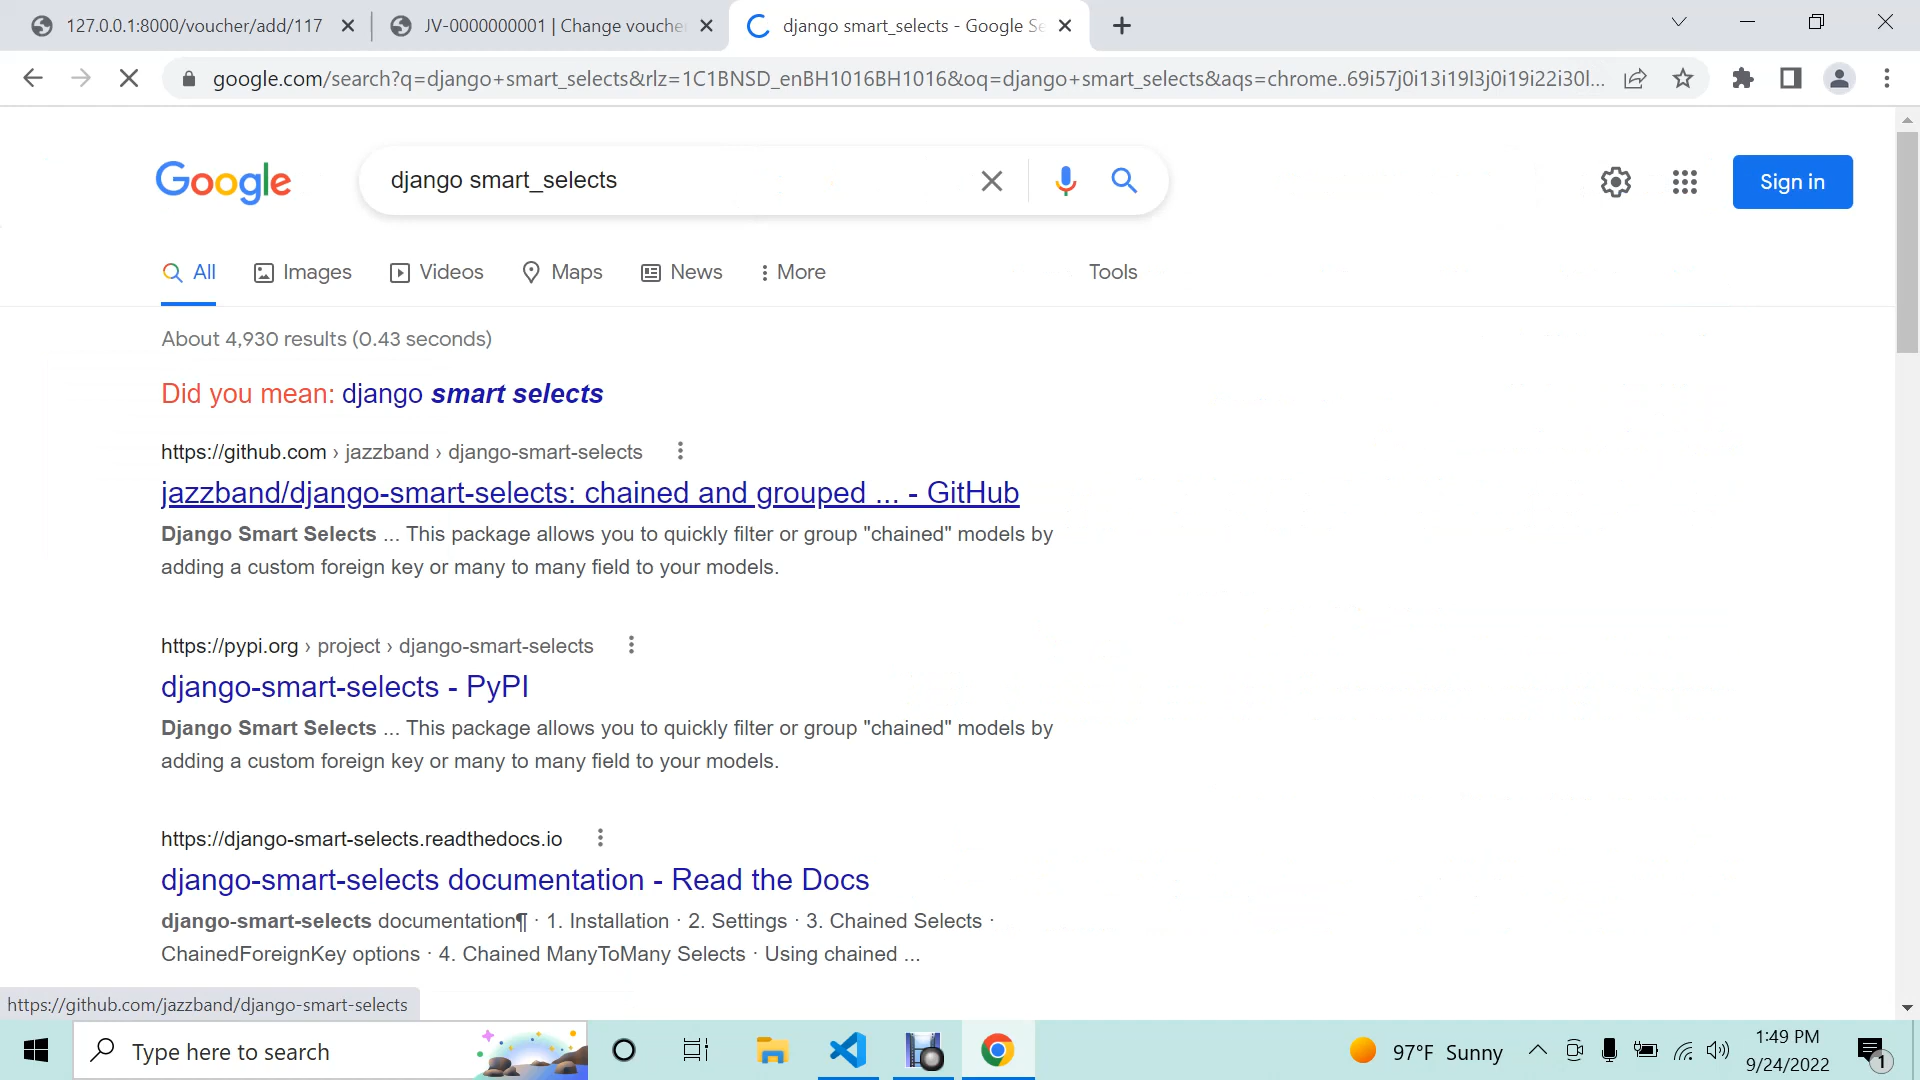 127.0.0.1:8000/voucher/add/117
JV-0000000001 | Change vouche
django smart_selects - Google Se
google.com/search?q=django+smart_selects&rlz=1C1BNSD_enBH1016BH1016&oq=django+smart_selects&aqs=chrome..69i57j0i13i19l3j0i19i22i30l...
Google
django smart_selects
Sign in
All
Images
Videos
Maps
News
More
Tools
About 4,930 results (0.43 seconds)
Did you mean: django smart selects
https://github.com › jazzband › django-smart-selects
jazzband/django-smart-selects: chained and grouped ... - GitHub
Django Smart Selects ... This package allows you to quickly filter or group "chained" models by
adding a custom foreign key or many to many field to your models.
https://pypi.org › project › django-smart-selects
django-smart-selects - PyPI
Django Smart Selects ... This package allows you to quickly filter or group "chained" models by
adding a custom foreign key or many to many field to your models.
https://django-smart-selects.readthedocs.io
django-smart-selects documentation - Read the Docs
django-smart-selects documentation¶ · 1. Installation · 2. Settings · 3. Chained Selects ·
ChainedForeignKey options · 4. Chained ManyToMany Selects · Using chained ...
https://github.com/jazzband/django-smart-selects
Type here to search
97°F Sunny
1:49 PM
9/24/2022
1